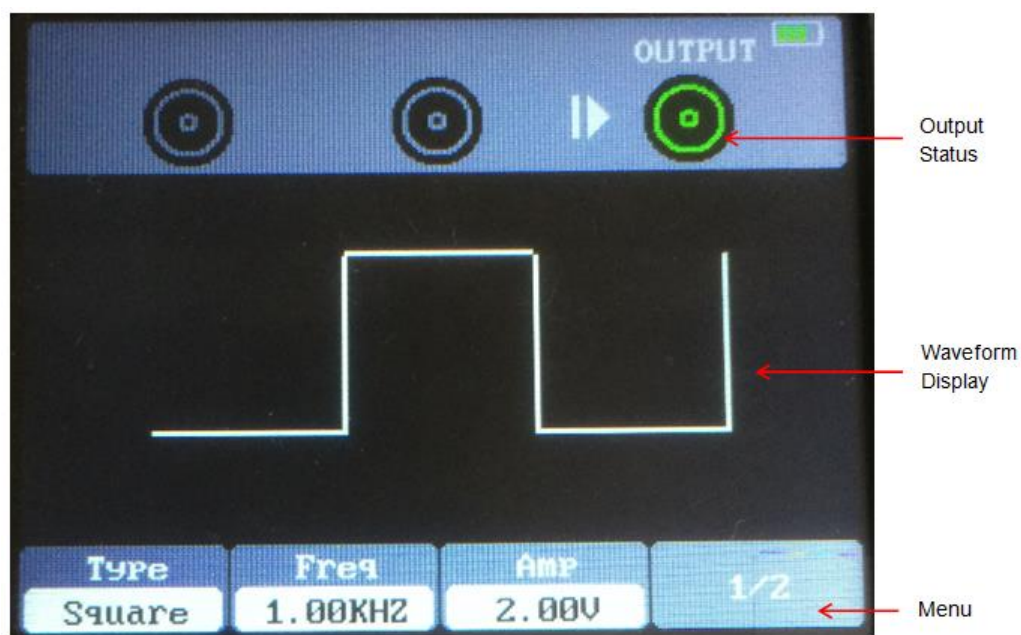 OUTPUT
Output
Status
Waveform
Display
Type
Freq
Amp
1/2
Square
1.00KHZ
2.00V
Menu